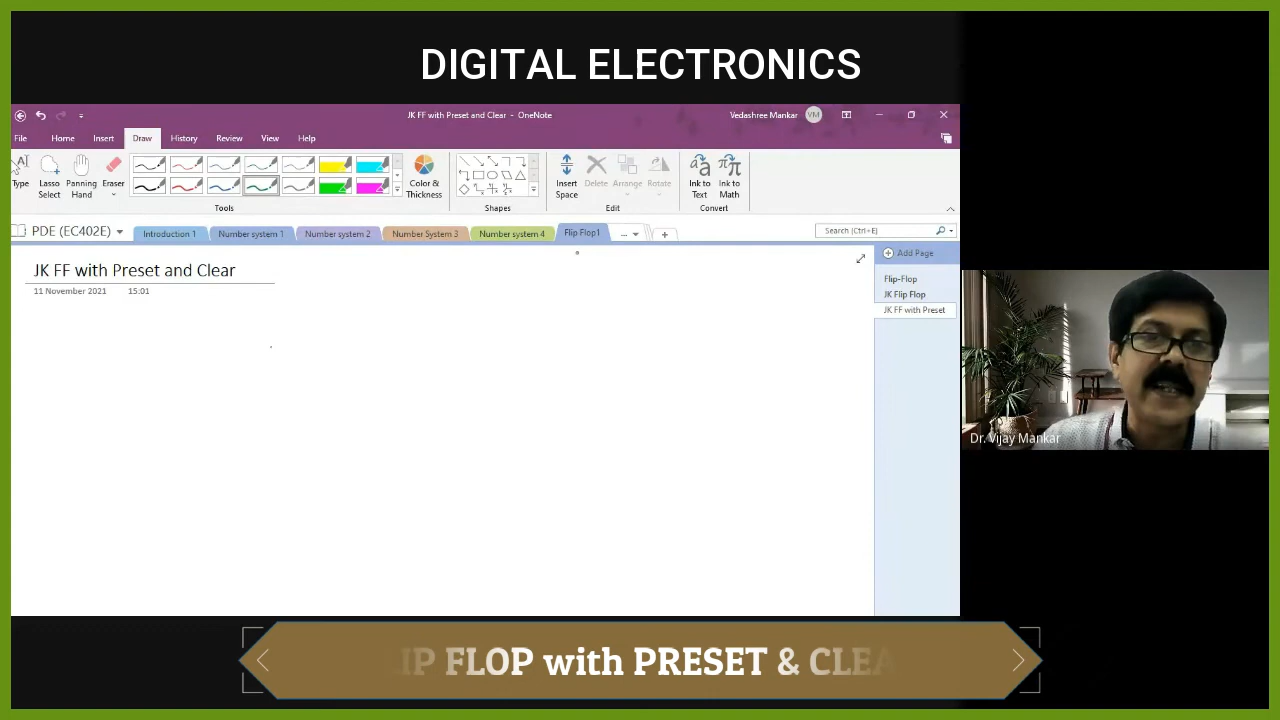 DIGITAL ELECTRONICS
JK FF with Preset and Clear - OneNote
Vedashree Mankar
VM
File Home Insert Draw History Review View Help
Type
Lasso Select
Panning Hand
Eraser
Color & Thickness
Insert Space
Delete
Arrange
Rotate
Ink to Text
Ink to Math
Tools
Shapes
Edit
Convert
PDE (EC402E)
Introduction 1
Number system 1
Number system 2
Number System 3
Number system 4
Flip Flop1
Search (Ctrl+E)
JK FF with Preset and Clear
11 November 2021 15:01
Add Page
Flip-Flop
JK Flip Flop
JK FF with Preset
Dr. Vijay Mankar
IP FLOP with PRESET & CLEA